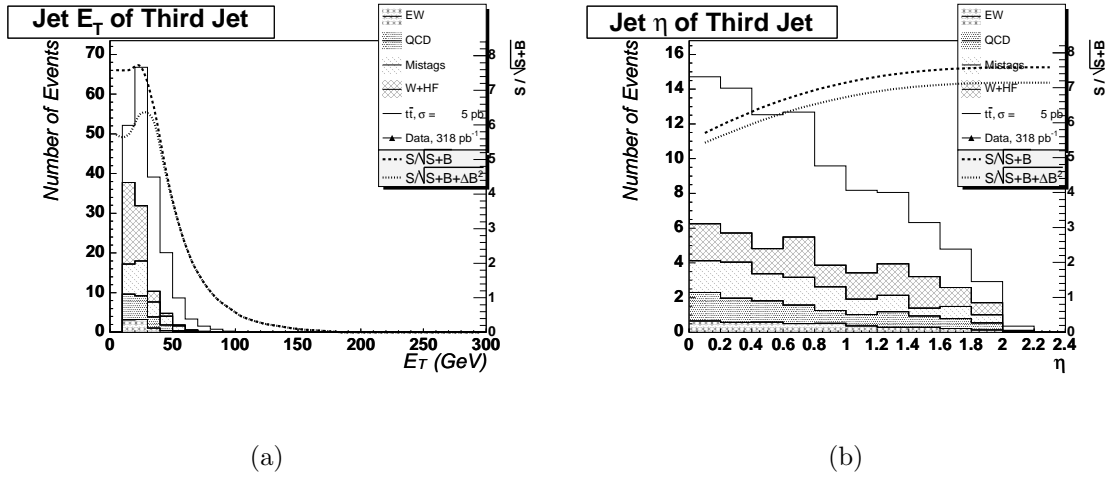 Jet E_T of Third Jet
Number of Events
70
60
50
40
30
20
10
0
0 50 100 150 200 250 300
E_T (GeV)
8
7
6
5
4
3
2
1
0
S / √S+B
EW
QCD
Mistags
W+HF
tt̄, σ = 5 pb
Data, 318 pb⁻¹
S/√S+B
S/√S+B+ΔB²
(a)
Jet η of Third Jet
Number of Events
16
14
12
10
8
6
4
2
0
0 0.2 0.4 0.6 0.8 1 1.2 1.4 1.6 1.8 2 2.2 2.4
η
8
7
6
5
4
3
2
1
0
S / √S+B
EW
QCD
Mistags
W+HF
tt̄, σ = 5 pb
Data, 318 pb⁻¹
S/√S+B
S/√S+B+ΔB²
(b)